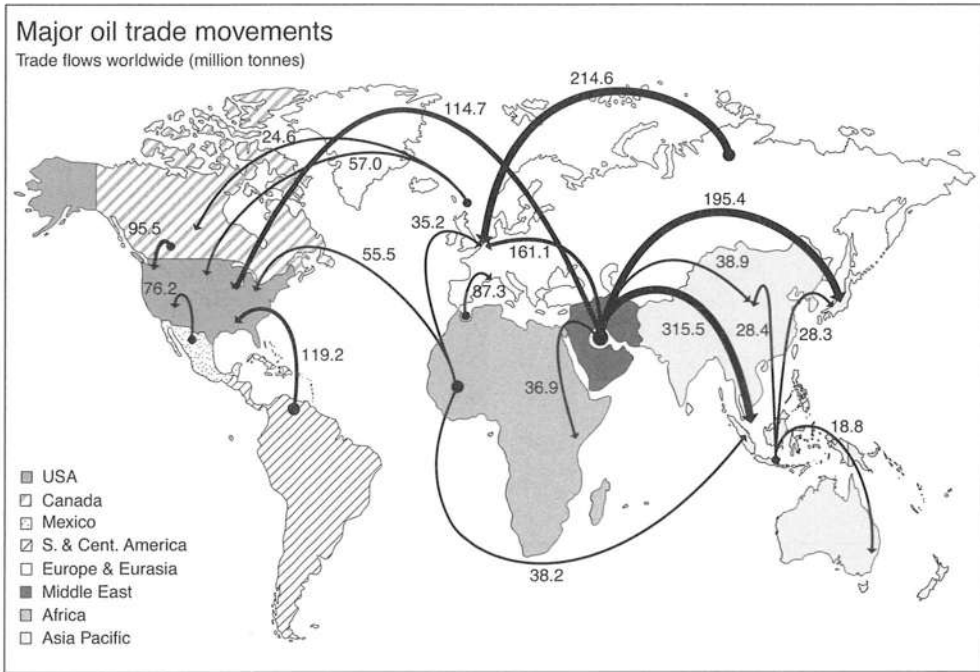 Major oil trade movements
Trade flows worldwide (million tonnes)
214.6
114.7
24.6
57.0
195.4
35.2
95.5
55.5
161.1
38.9
76.2
87.3
315.5
28.4
28.3
119.2
36.9
18.8
38.2
USA
Canada
Mexico
S. & Cent. America
Europe & Eurasia
Middle East
Africa
Asia Pacific